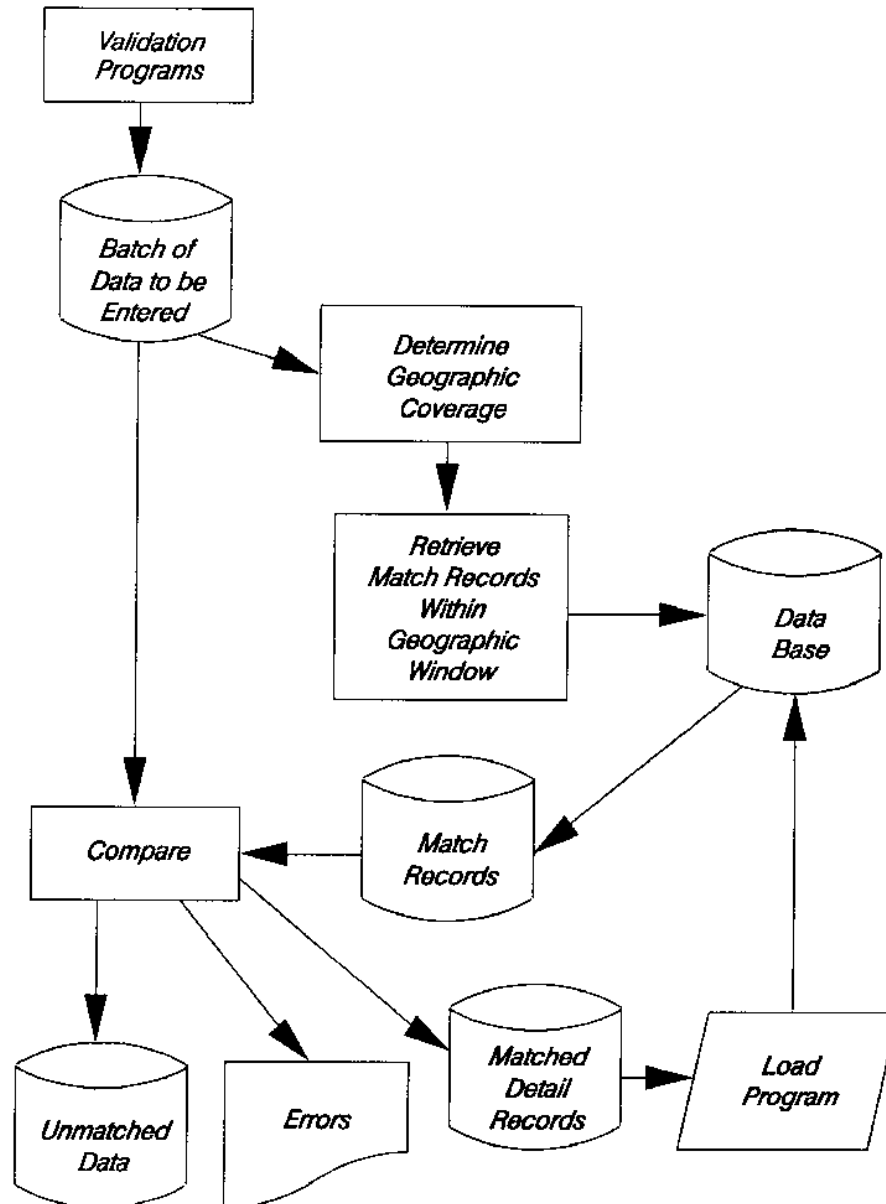 Validation
Programs
Batch of
Data to be
Entered
Determine
Geographic
Coverage
Retrieve
Match Records
Within
Geographic
Window
Data
Base
Compare
Match
Records
Unmatched
Data
Errors
Matched
Detail
Records
Load
Program